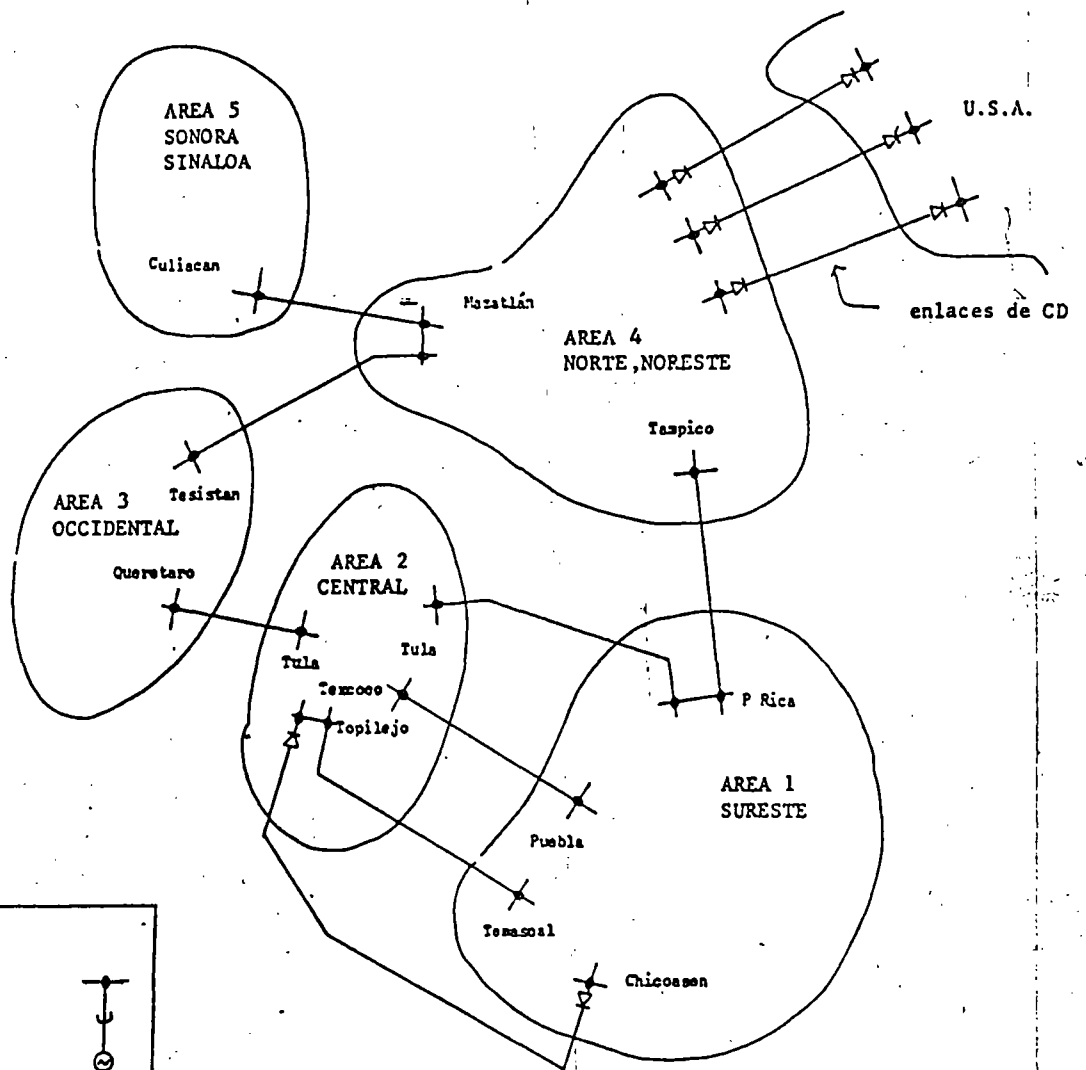 AREA 5
SONORA
SINALOA
U.S.A.
Culiacan
Mazatlán
enlaces de CD
AREA 4
NORTE,NORESTE
Tampico
AREA 3
OCCIDENTAL
Tesistan
Queretaro
AREA 2
CENTRAL
Tula
Tula
Texcoco
Topilejo
P Rica
AREA 1
SURESTE
Puebla
Temascal
Chicoasen